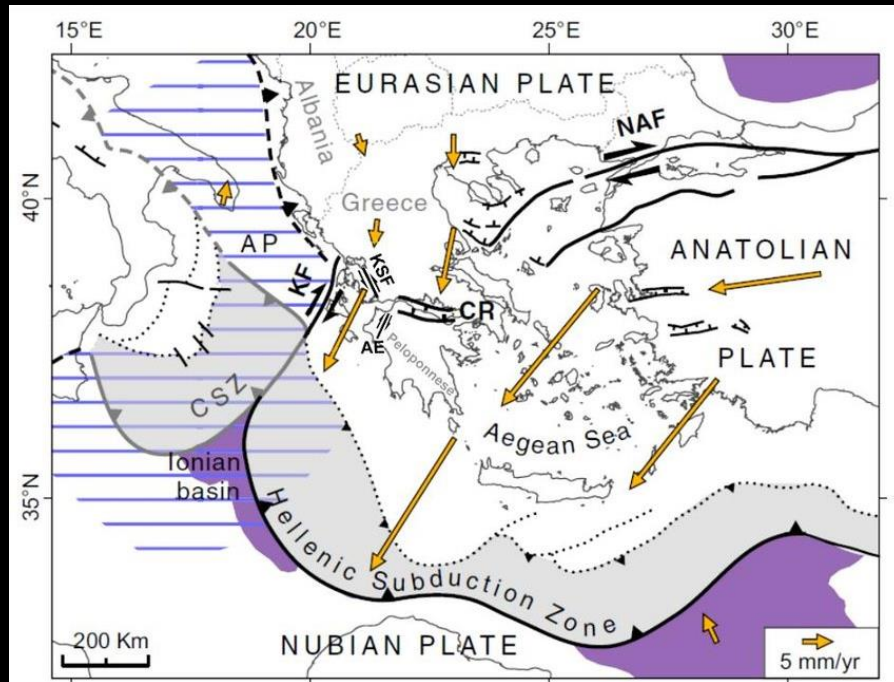 15°E
20°E
25°E
30°E
EURASIAN PLATE
Albania
NAF
40°N
Greece
AP
ANATOLIAN
KF
KSF
CR
AE
Peloponnese
PLATE
CSZ
Aegean Sea
Ionian
basin
35°N
Hellenic Subduction Zone
NUBIAN PLATE
200 Km
5 mm/yr